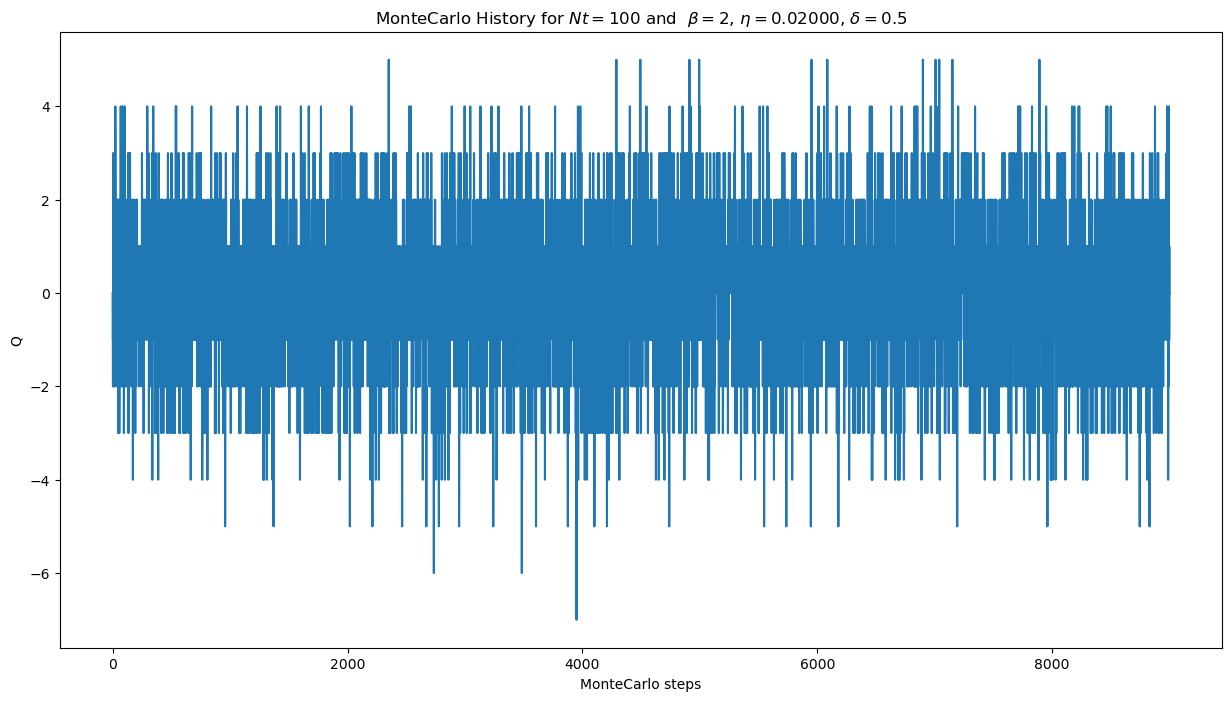 MonteCarlo History for Nt = 100 and β = 2, η = 0.02000, δ = 0.5
4
2
0
−2
−4
−6
Q
0 2000 4000 6000 8000
MonteCarlo steps